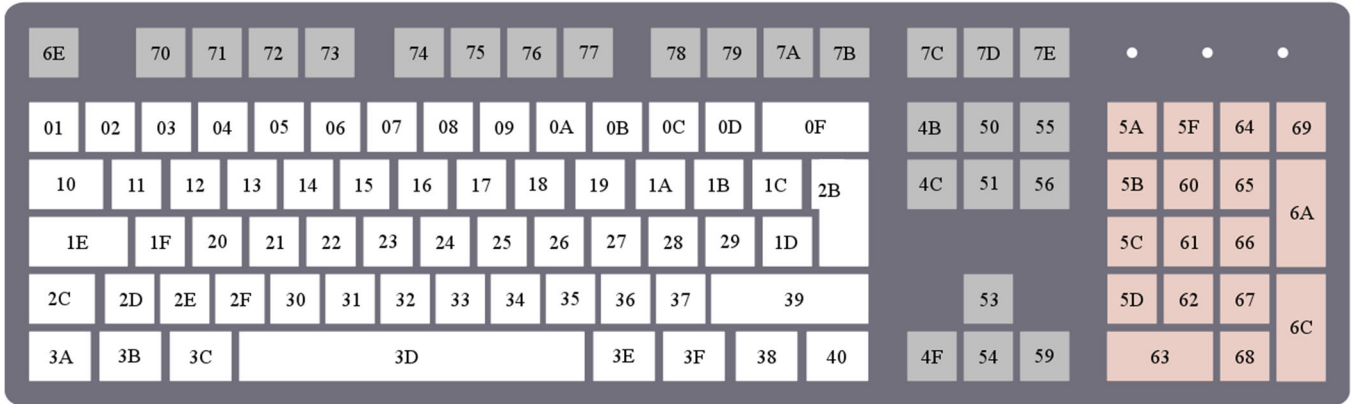 6E 70 71 72 73 74 75 76 77 78 79 7A 7B 7C 7D 7E
01 02 03 04 05 06 07 08 09 0A 0B 0C 0D 0F 4B 50 55 5A 5F 64 69
10 11 12 13 14 15 16 17 18 19 1A 1B 1C 2B 4C 51 56 5B 60 65 6A
1E 1F 20 21 22 23 24 25 26 27 28 29 1D 5C 61 66
2C 2D 2E 2F 30 31 32 33 34 35 36 37 39 53 5D 62 67 6C
3A 3B 3C 3D 3E 3F 38 40 4F 54 59 63 68